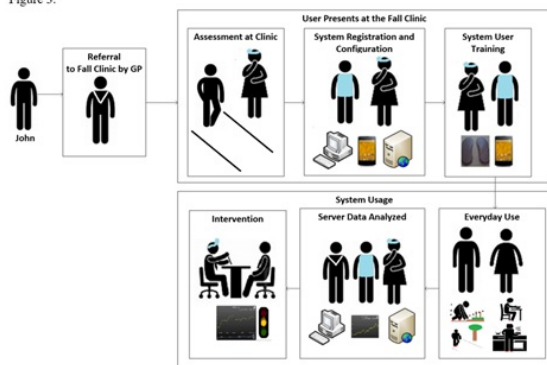 Figure 3.
User Presents at the Fall Clinic
Referral
to Fall Clinic by GP
Assessment at Clinic
System Registration and
Configuration
System User
Training
John
System Usage
Intervention
Server Data Analyzed
Everyday Use